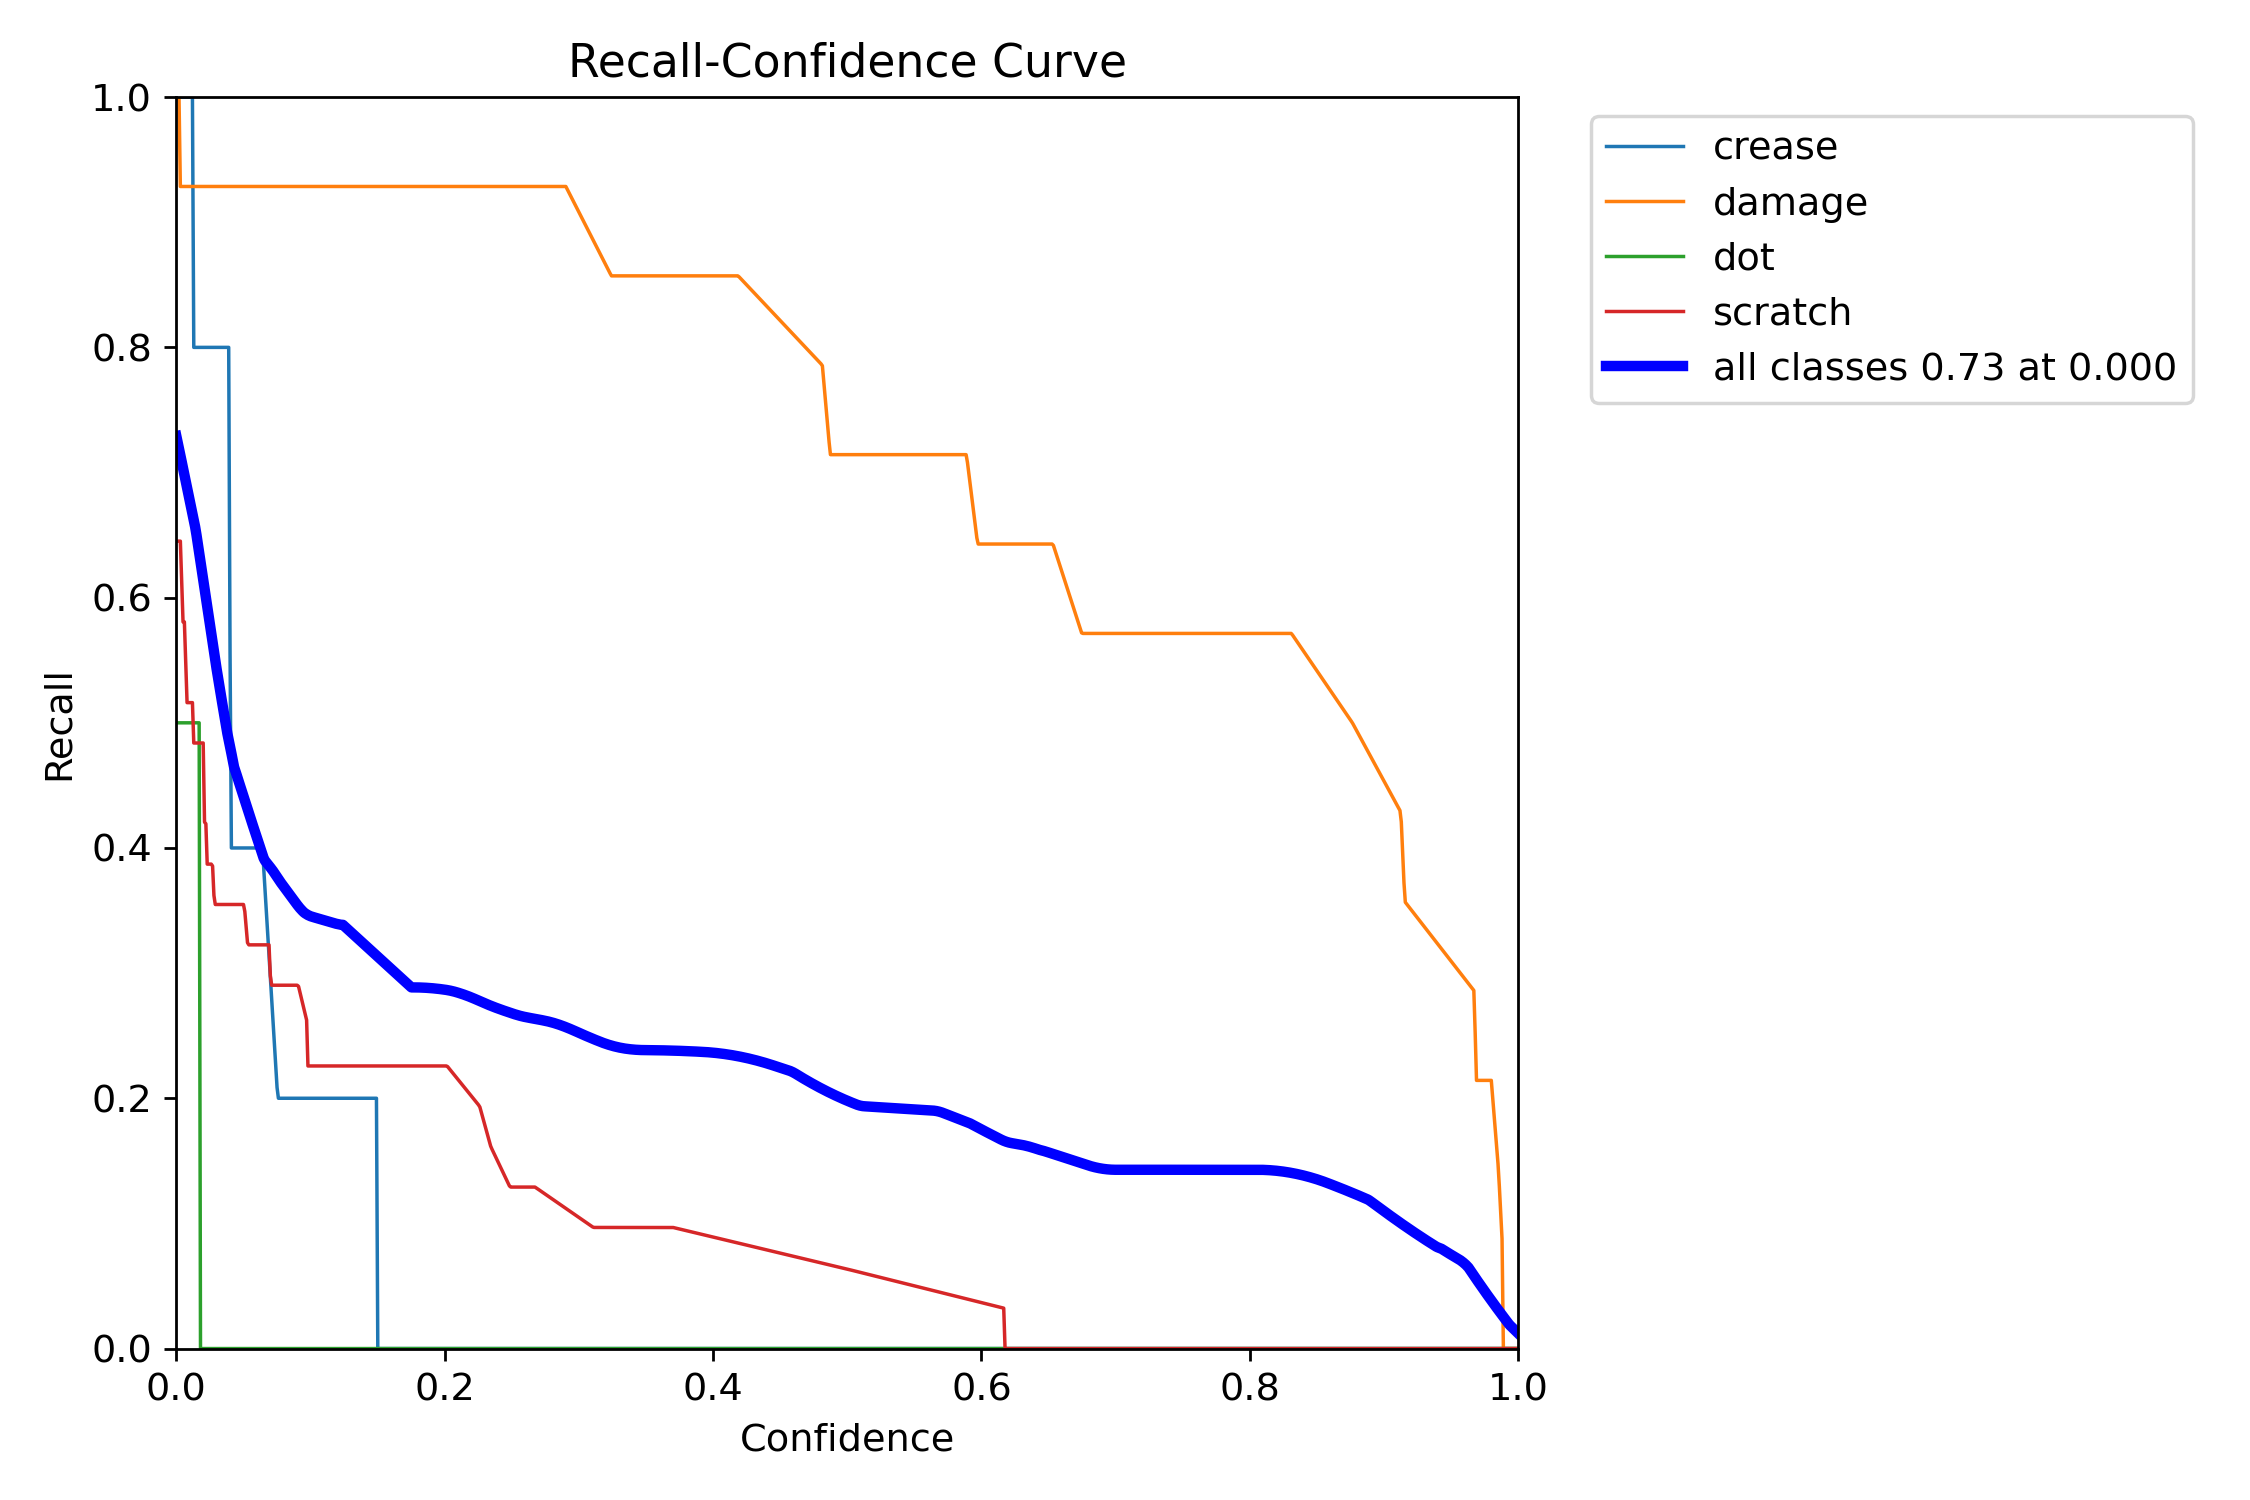 Recall-Confidence Curve
1.0
0.8
0.6
0.4
0.2
0.0
Recall
0.0 0.2 0.4 0.6 0.8 1.0
Confidence
crease
damage
dot
scratch
all classes 0.73 at 0.000